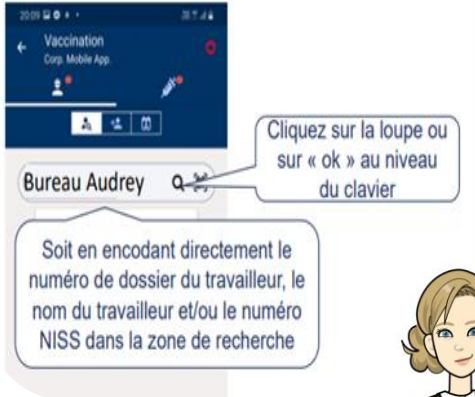 20:09
Vaccination
Corp. Mobile App.
Bureau Audrey
Cliquez sur la loupe ou
sur « ok » au niveau
du clavier
Soit en encodant directement le
numéro de dossier du travailleur, le
nom du travailleur et/ou le numéro
NISS dans la zone de recherche